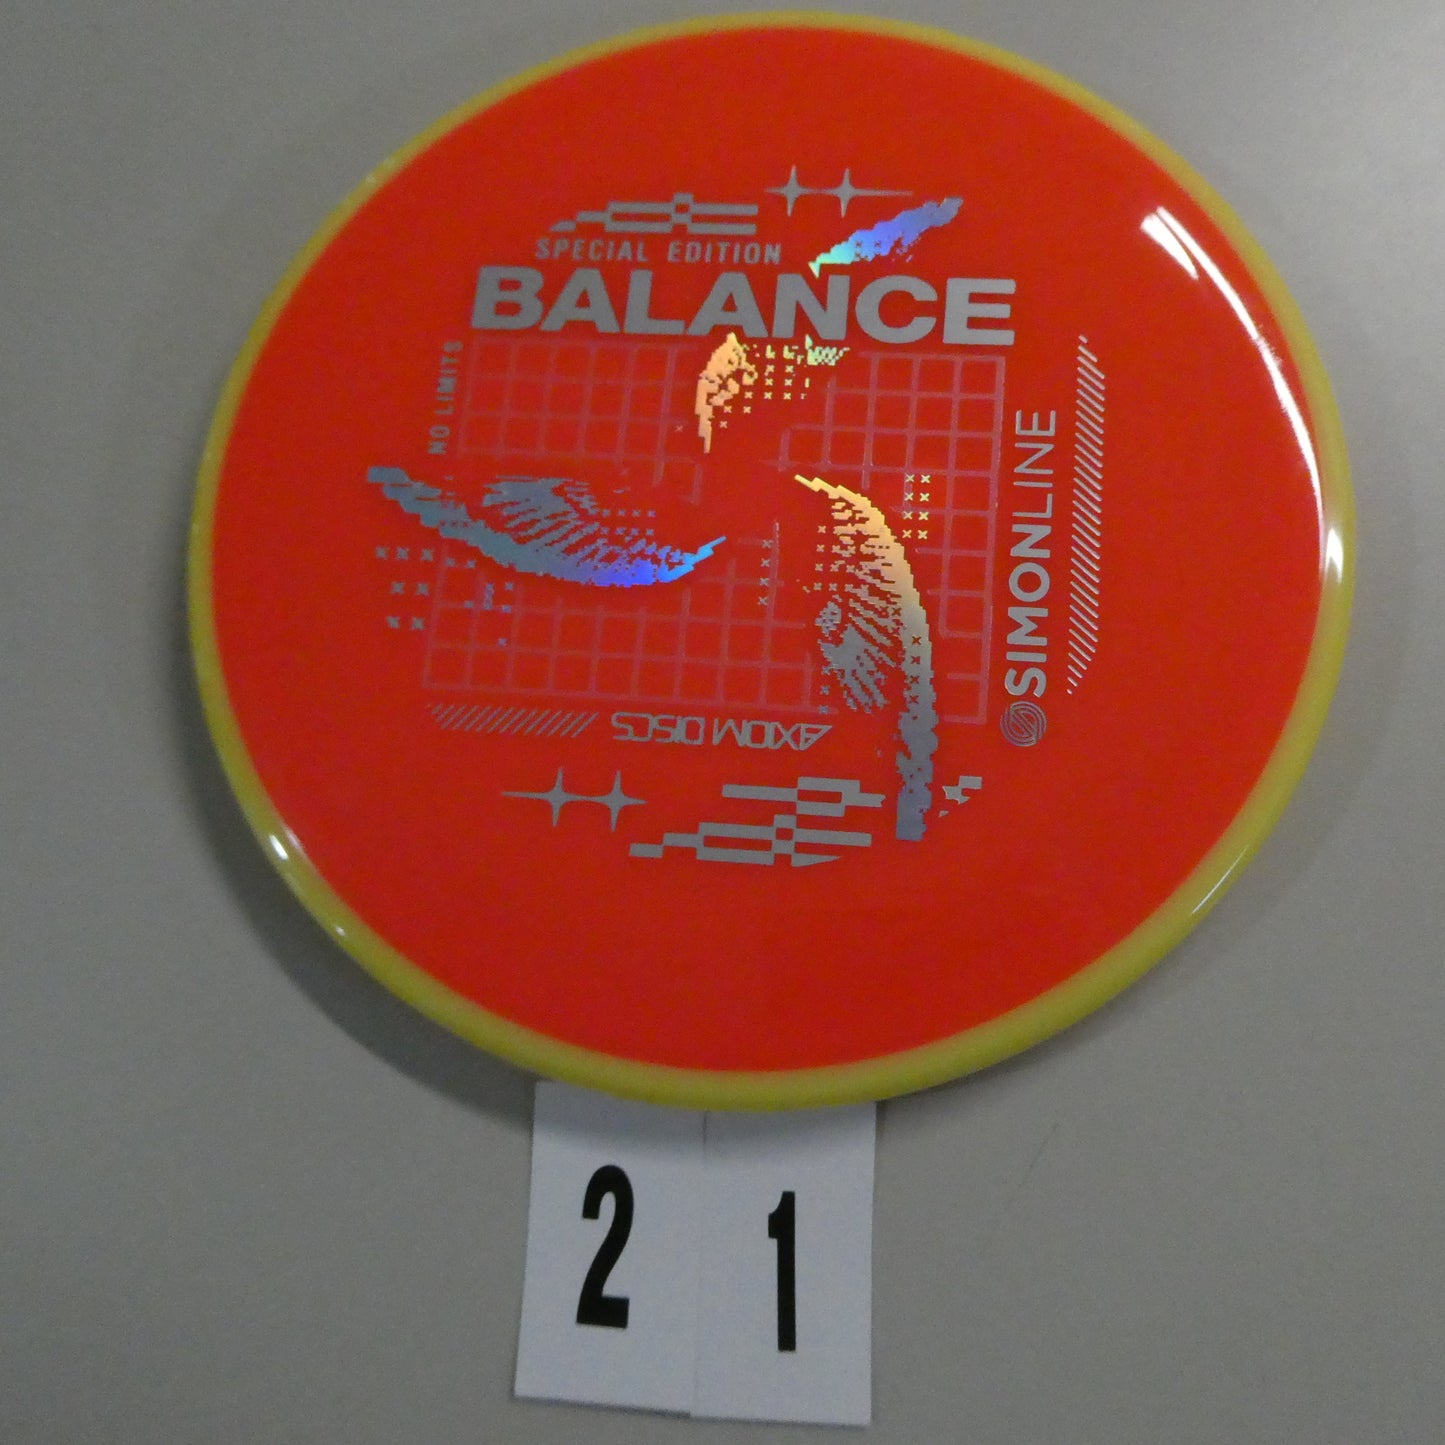 SPECIAL EDITION
BALANCE
NO LIMITS
SIMONLINE
AXIOM DISCS
2 1